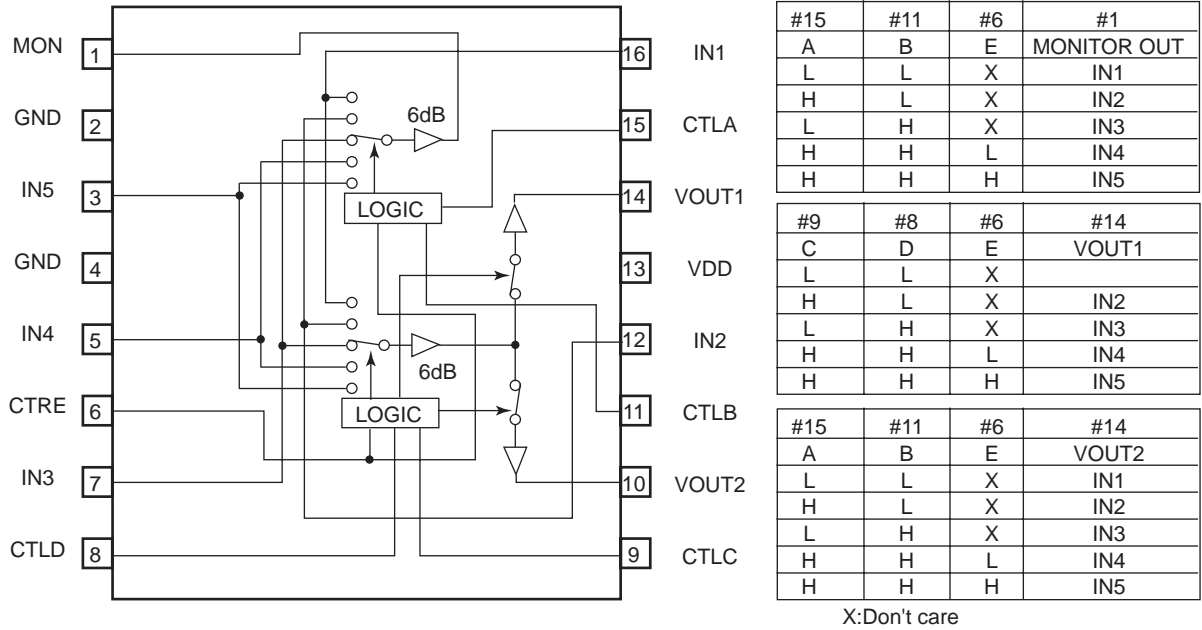 MON 1
GND 2
IN5 3
GND 4
IN4 5
CTRE 6
IN3 7
CTLD 8
16 IN1
15 CTLA
14 VOUT1
13 VDD
12 IN2
11 CTLB
10 VOUT2
9 CTLC
6dB
LOGIC
6dB
LOGIC
#15 #11 #6 #1
A B E MONITOR OUT
L L X IN1
H L X IN2
L H X IN3
H H L IN4
H H H IN5
#9 #8 #6 #14
C D E VOUT1
L L X
H L X IN2
L H X IN3
H H L IN4
H H H IN5
#15 #11 #6 #14
A B E VOUT2
L L X IN1
H L X IN2
L H X IN3
H H L IN4
H H H IN5
X:Don't care